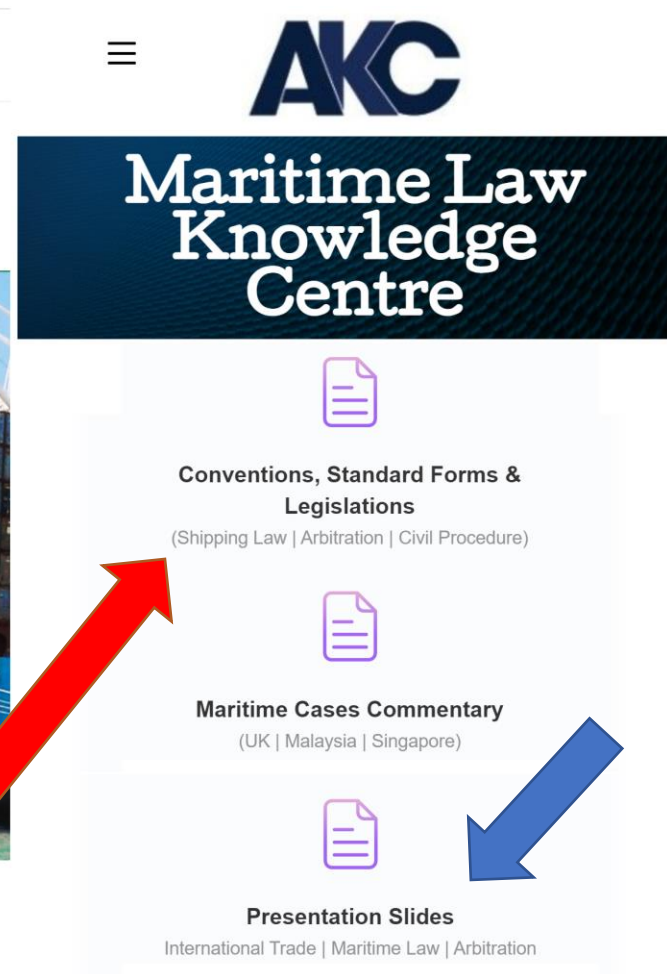 AKC
Maritime Law
Knowledge
Centre
Conventions, Standard Forms &
Legislations
(Shipping Law | Arbitration | Civil Procedure)
Maritime Cases Commentary
(UK | Malaysia | Singapore)
Presentation Slides
International Trade | Maritime Law | Arbitration